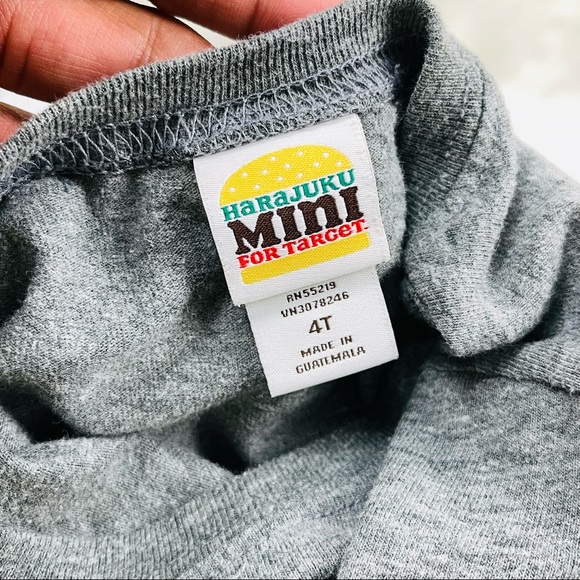 HaRaJUKU
MINI
FOR TaRGeT.
RN55219
VN3078246
4T
MADE IN
GUATEMALA